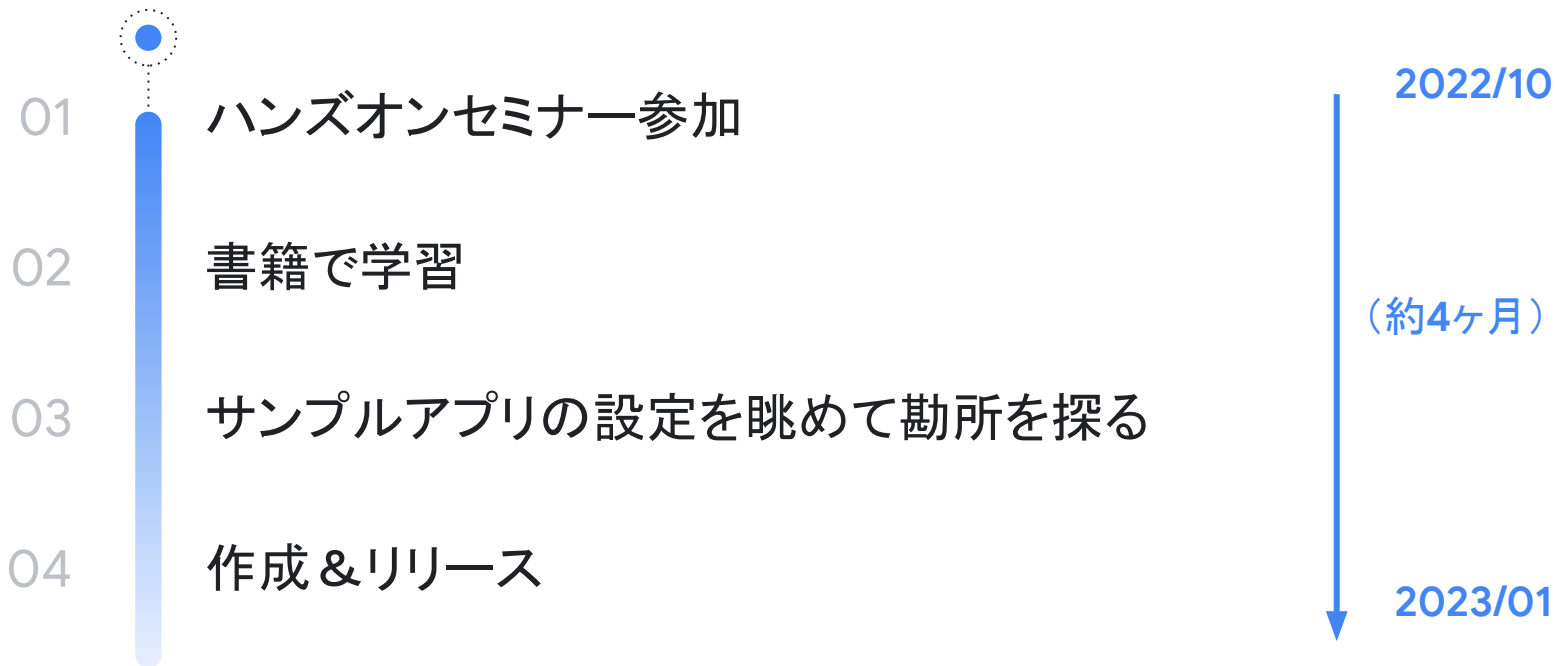 2022/10
01 ハンズオンセミナー参加
02 書籍で学習
（約4ヶ月）
03 サンプルアプリの設定を眺めて勘所を探る
04 作成＆リリース
2023/01